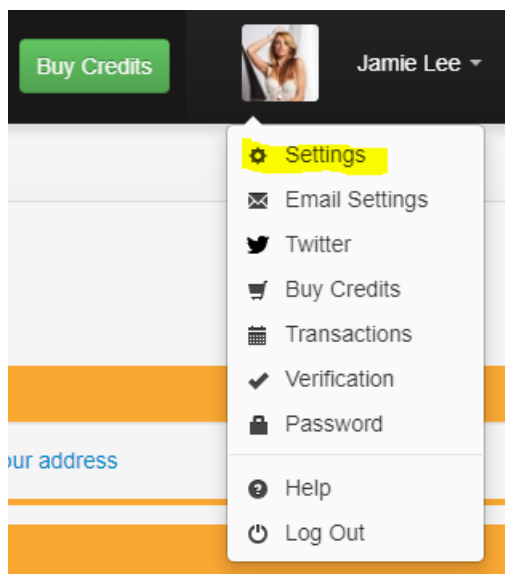 Buy Credits
Jamie Lee
Settings
Email Settings
Twitter
Buy Credits
Transactions
Verification
Password
our address
Help
Log Out